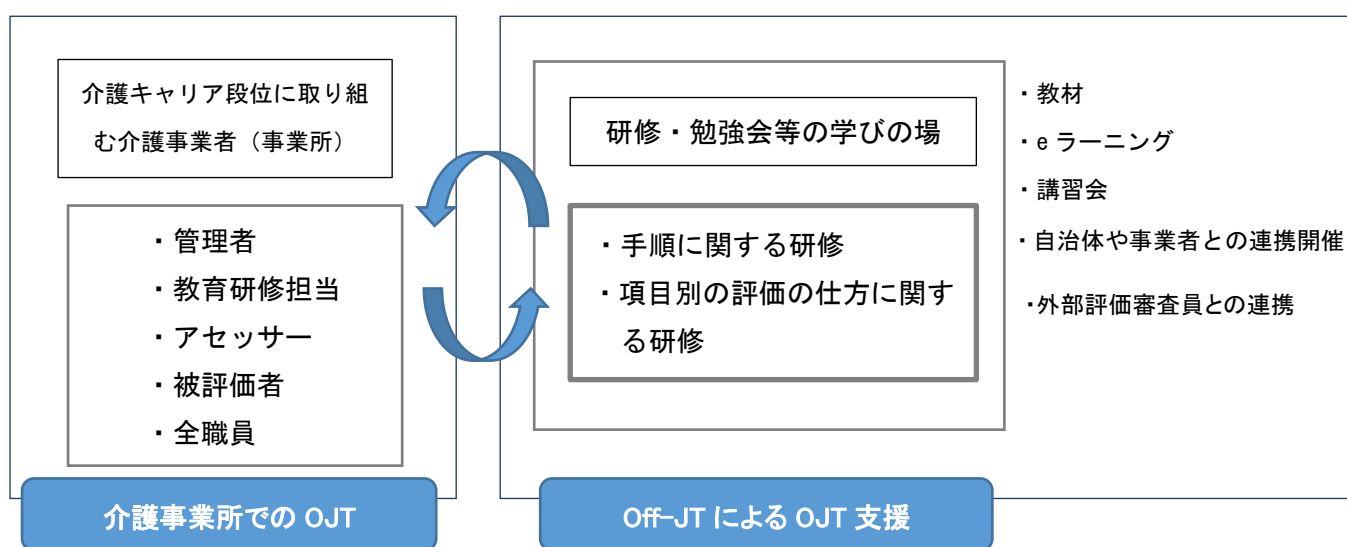 介護キャリア段位に取り組
む介護事業者（事業所）
・管理者
・教育研修担当
・アセッサー
・被評価者
・全職員
介護事業所での OJT
研修・勉強会等の学びの場
・手順に関する研修
・項目別の評価の仕方に関す
る研修
・教材
・e ラーニング
・講習会
・自治体や事業者との連携開催
・外部評価審査員との連携
Off-JT による OJT 支援